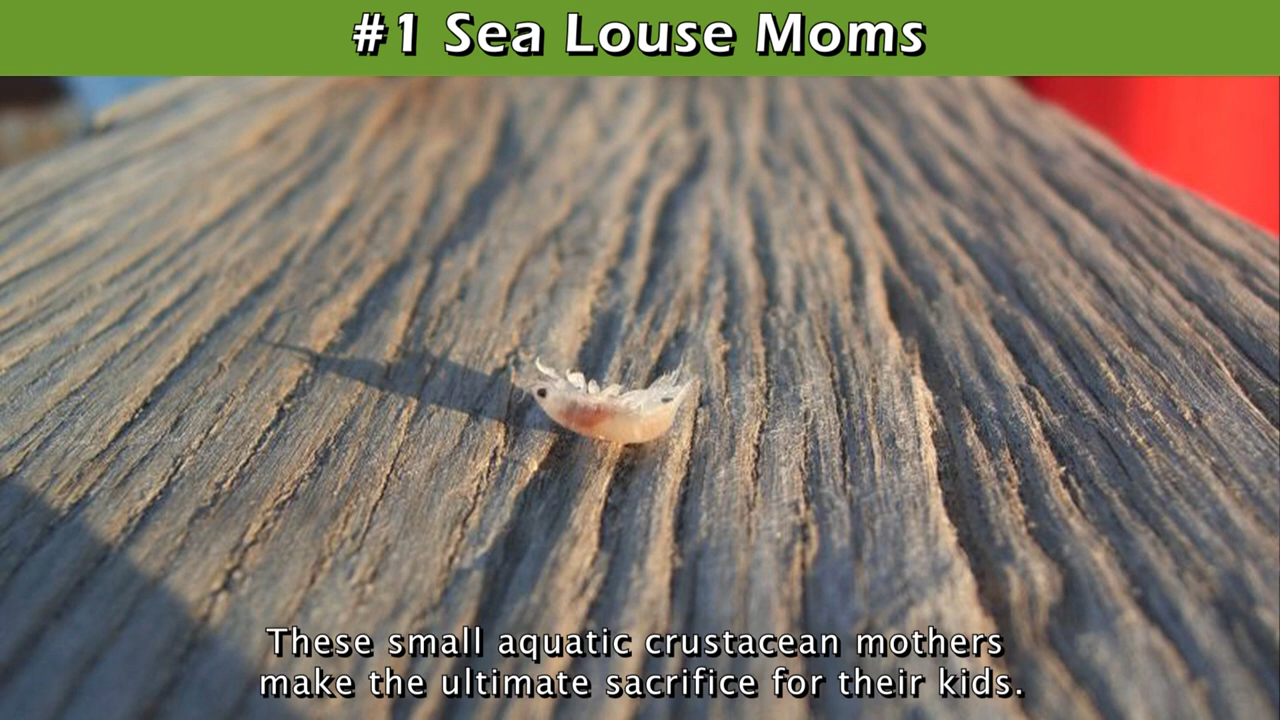 #1 Sea Louse Moms
These small aquatic crustacean mothers
make the ultimate sacrifice for their kids.